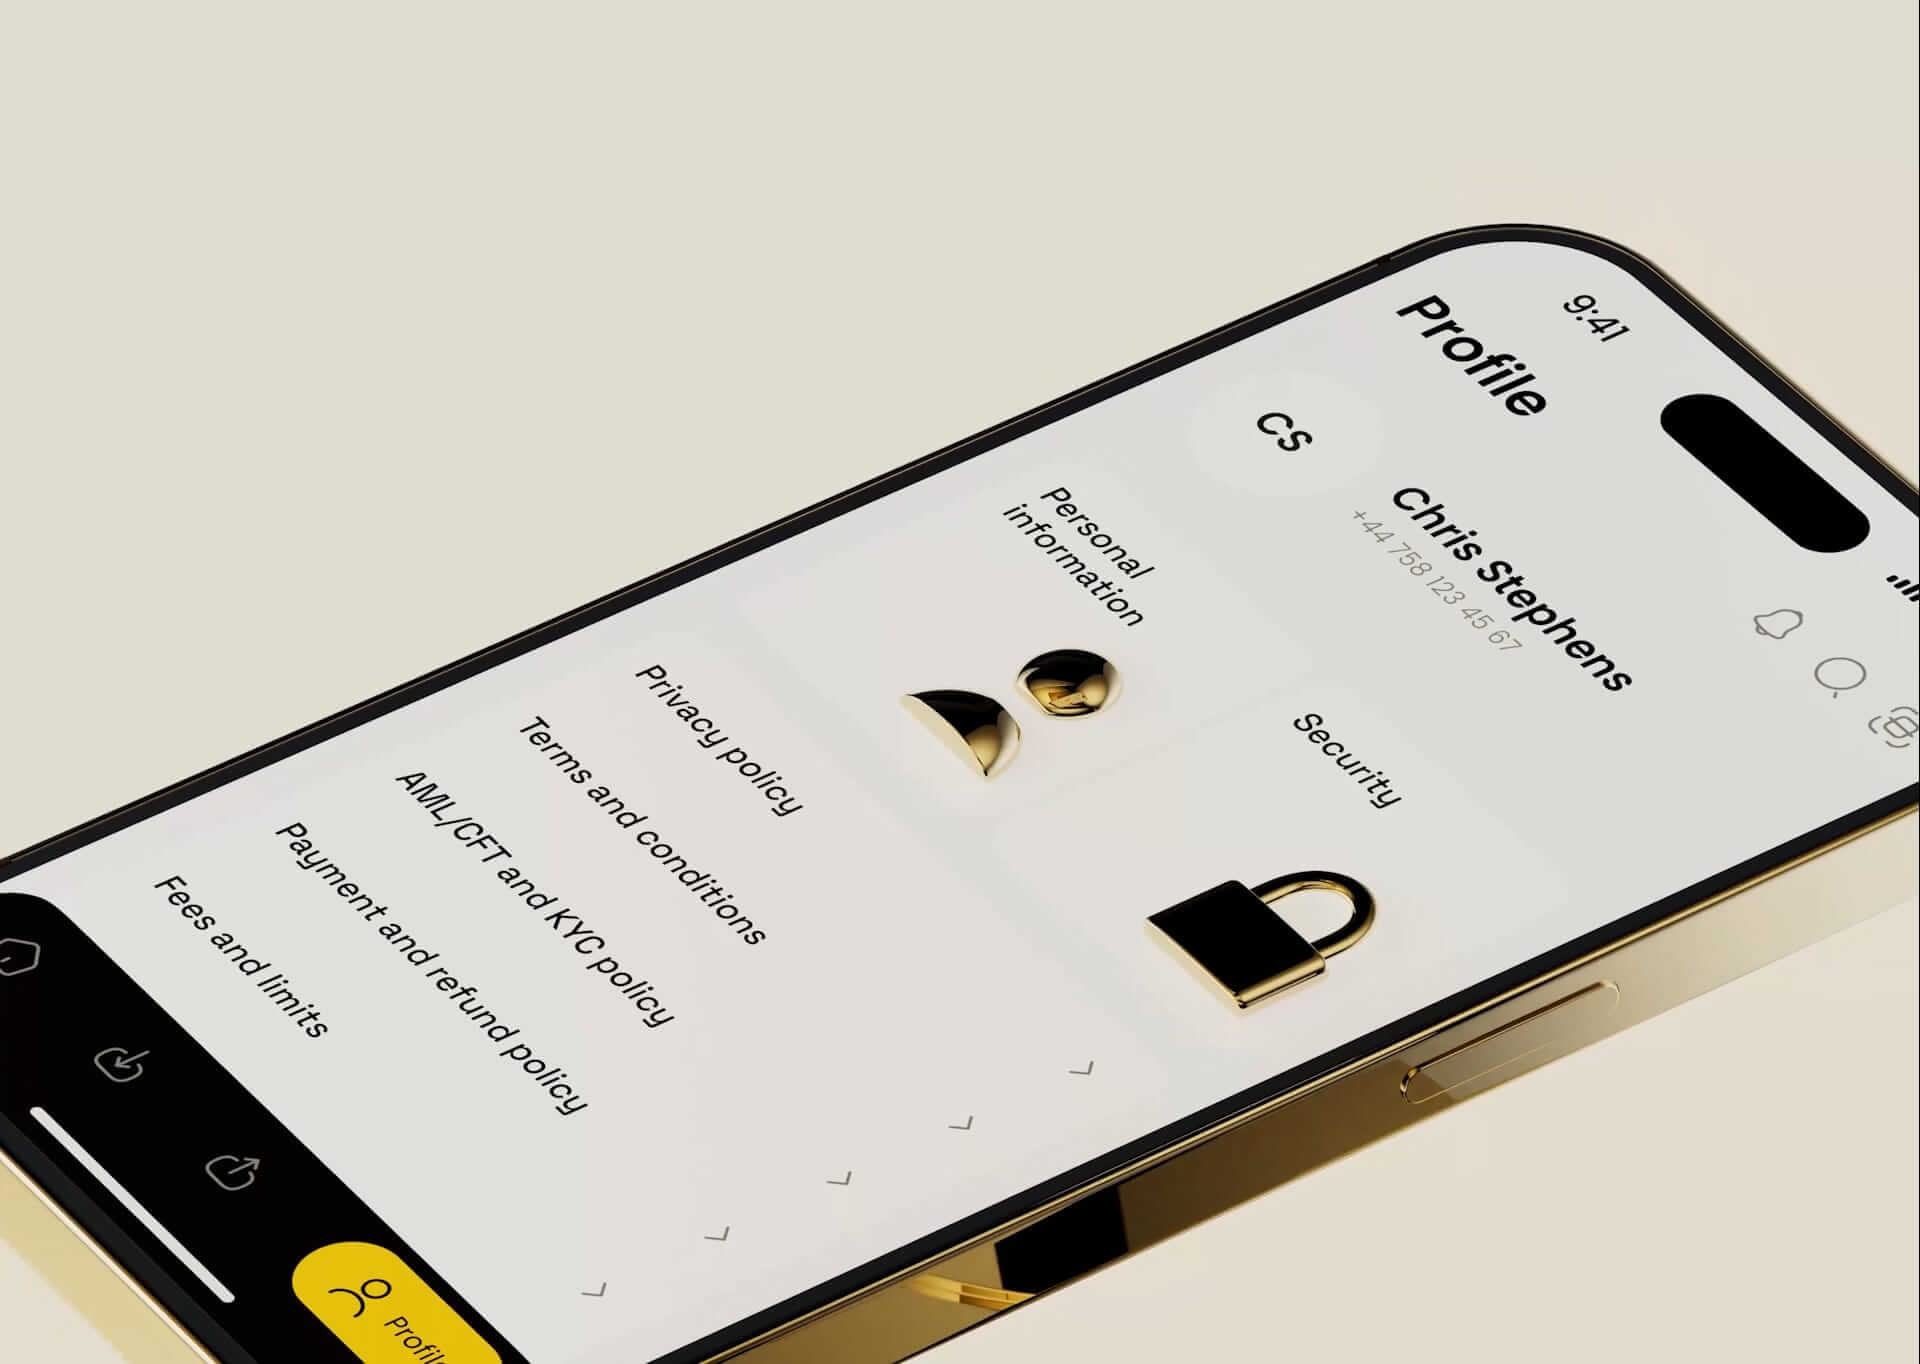 9:41
Profile
CS
Chris Stephens
+44 758 123 45 67
Personal
information
Security
Privacy policy
Terms and conditions
AML/CFT and KYC policy
Payment and refund policy
Fees and limits
Profile